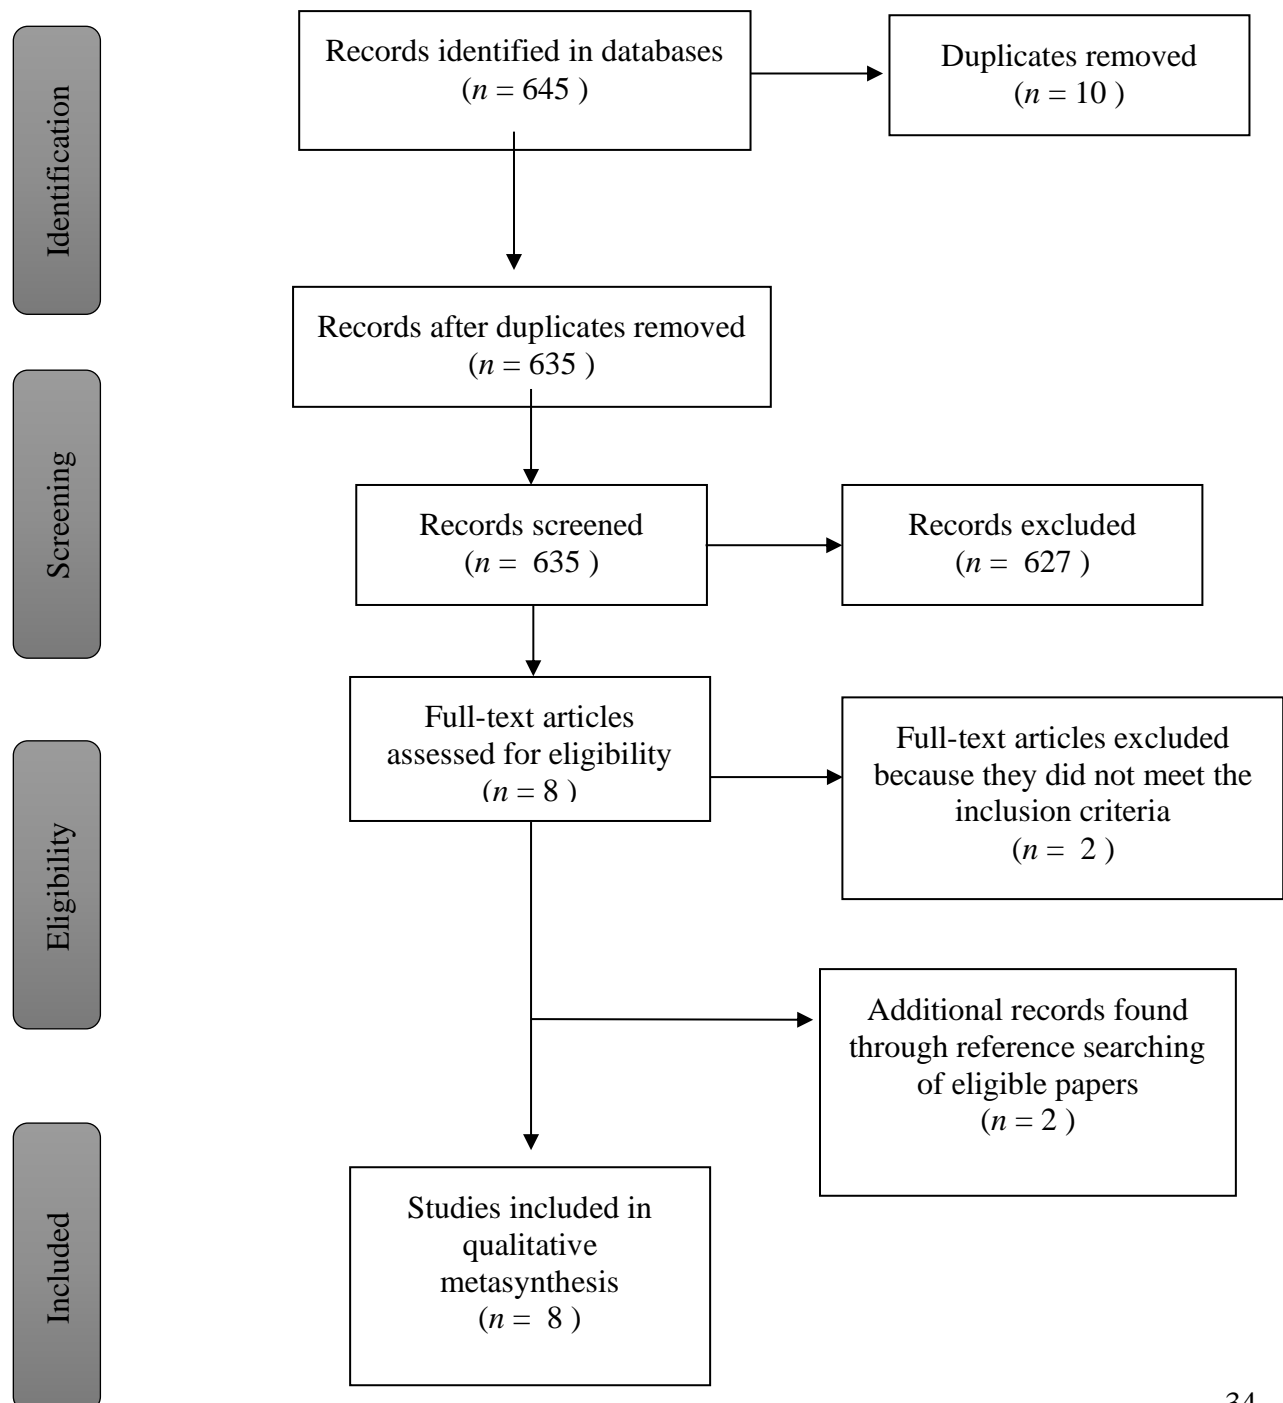 Identification
Records identified in databases
(n = 645 )
Duplicates removed
(n = 10 )
Records after duplicates removed
(n = 635 )
Screening
Records screened
(n = 635 )
Records excluded
(n = 627 )
Eligibility
Full-text articles
assessed for eligibility
(n = 8 )
Full-text articles excluded
because they did not meet the
inclusion criteria
(n = 2 )
Additional records found
through reference searching
of eligible papers
(n = 2 )
Included
Studies included in
qualitative
metasynthesis
(n = 8 )
34